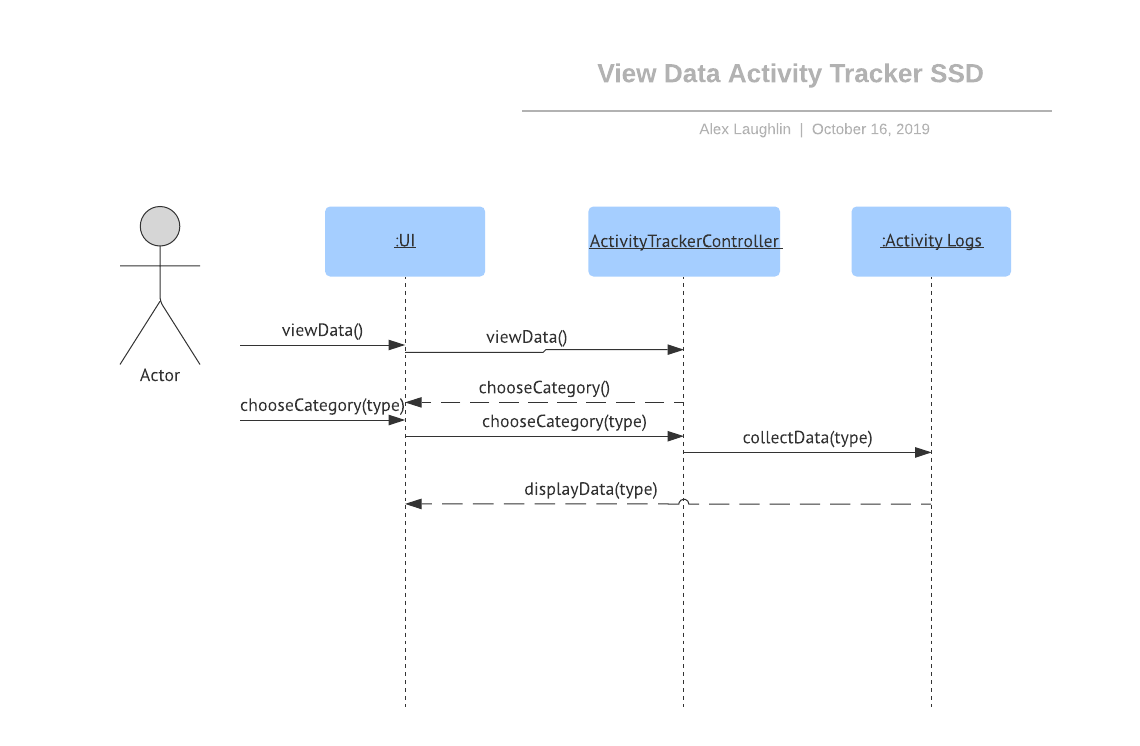 View Data Activity Tracker SSD
Alex Laughlin | October 16, 2019
:UI
ActivityTrackerController
:Activity Logs
viewData()
viewData()
Actor
chooseCategory()
chooseCategory(type)
chooseCategory(type)
collectData(type)
displayData(type)